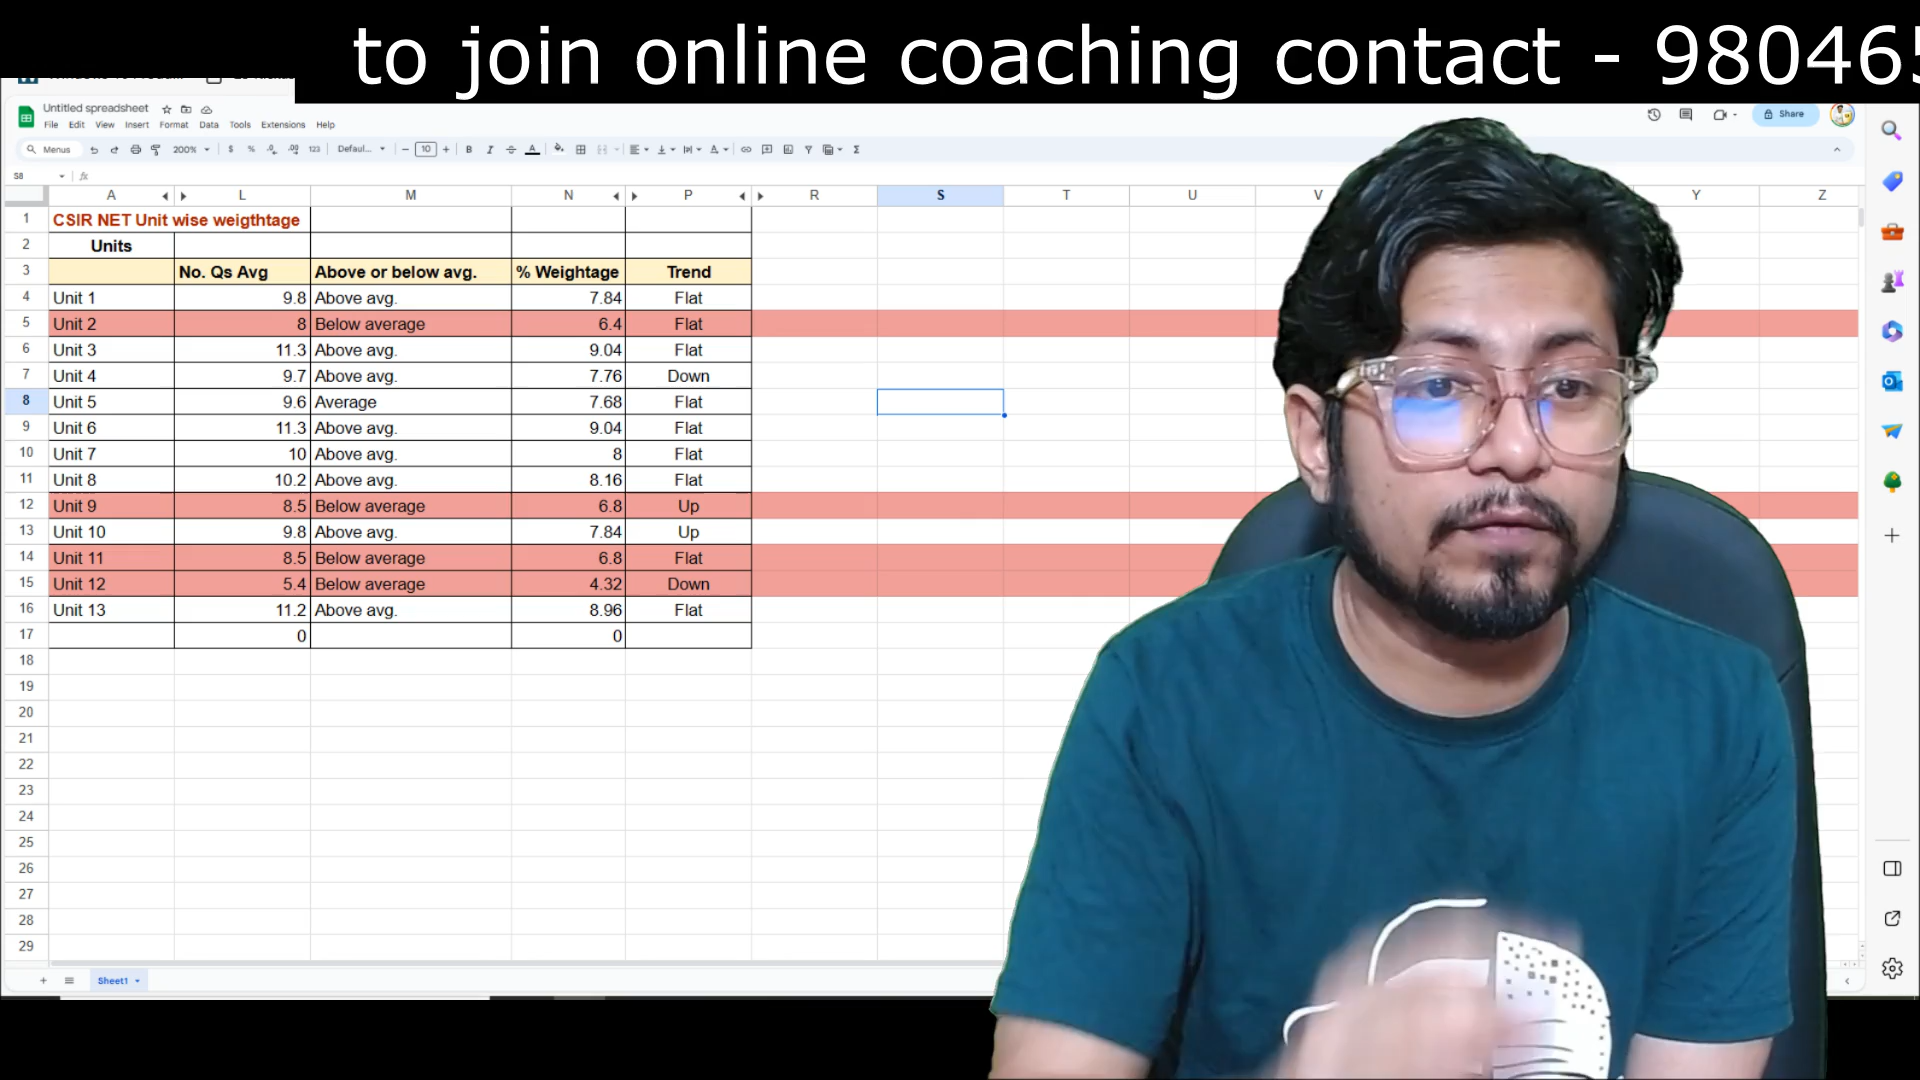 to join online coaching contact - 980465
Untitled spreadsheet
File Edit View Insert Format Data Tools Extensions Help
Share
Menus 200% $ % .0 .00 123 Defaul... 10 B I A Σ
S8 fx
A L M N P R S T U V Y Z
1 CSIR NET Unit wise weigthtage
2 Units
3 No. Qs Avg Above or below avg. % Weightage Trend
4 Unit 1 9.8 Above avg. 7.84 Flat
5 Unit 2 8 Below average 6.4 Flat
6 Unit 3 11.3 Above avg. 9.04 Flat
7 Unit 4 9.7 Above avg. 7.76 Down
8 Unit 5 9.6 Average 7.68 Flat
9 Unit 6 11.3 Above avg. 9.04 Flat
10 Unit 7 10 Above avg. 8 Flat
11 Unit 8 10.2 Above avg. 8.16 Flat
12 Unit 9 8.5 Below average 6.8 Up
13 Unit 10 9.8 Above avg. 7.84 Up
14 Unit 11 8.5 Below average 6.8 Flat
15 Unit 12 5.4 Below average 4.32 Down
16 Unit 13 11.2 Above avg. 8.96 Flat
17 0 0
18
19
20
21
22
23
24
25
26
27
28
29
Sheet1